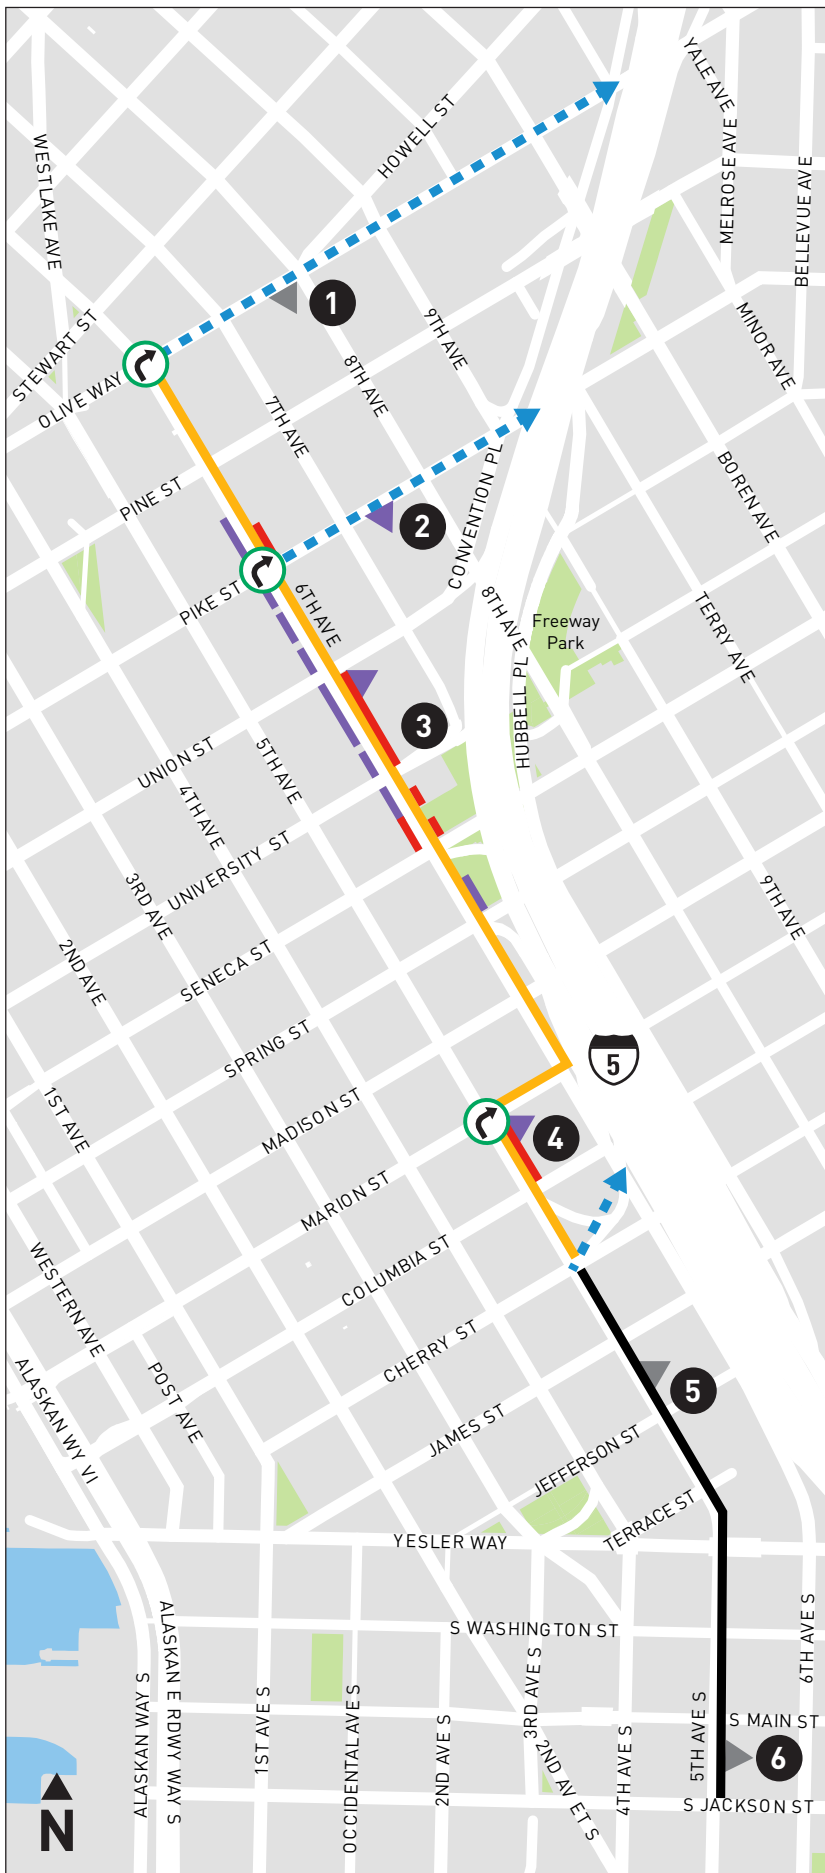 YALE AVE
HOWELL ST
MELROSE AVE
WESTLAKE AVE
BELLEVUE AVE
1
STEWART ST
9TH AVE
MINOR AVE
8TH AVE
OLIVE WAY
7TH AVE
PINE ST
BOREN AVE
CONVENTION PL
2
PIKE ST
6TH AVE
8TH AVE
Freeway
Park
TERRY AVE
HUBBELL PL
3
UNION ST
5TH AVE
4TH AVE
UNIVERSITY ST
3RD AVE
9TH AVE
2ND AVE
SENECA ST
SPRING ST
5
1ST AVE
MADISON ST
4
MARION ST
COLUMBIA ST
WESTERN AVE
CHERRY ST
5
ALASKAN WY VI
POST AVE
JAMES ST
JEFFERSON ST
TERRACE ST
YESLER WAY
S WASHINGTON ST
ALASKAN WAY S
ALASKAN E RDWY WAY S
1ST AVE S
OCCIDENTAL AVE S
2ND AVE S
3RD AVE S
2ND AV ET S
4TH AVE S
5TH AVE S
6TH AVE S
S MAIN ST
6
S JACKSON ST
N